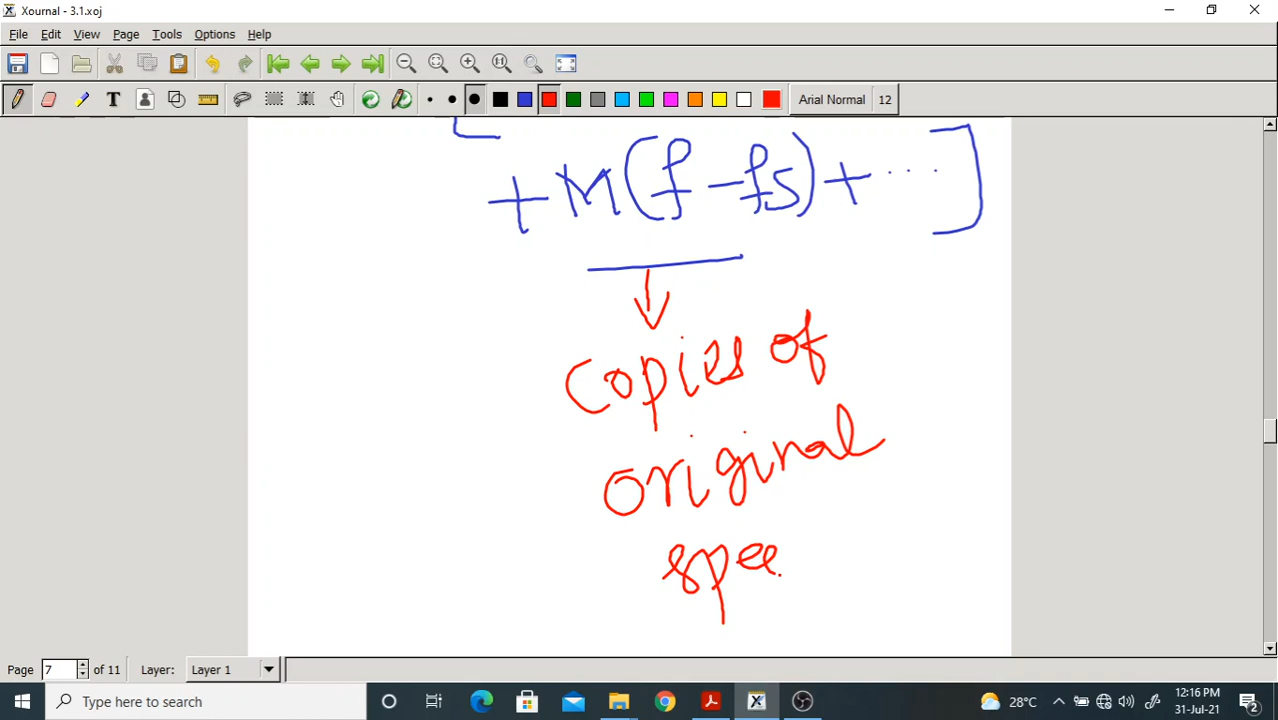 Xournal - 3.1.xoj
File Edit View Page Tools Options Help
Arial Normal 12
+ M(f - fs) + ... ]
Copies of
original
spec
Page 7 of 11 Layer: Layer 1
Type here to search
28°C
12:16 PM
31-Jul-21
2